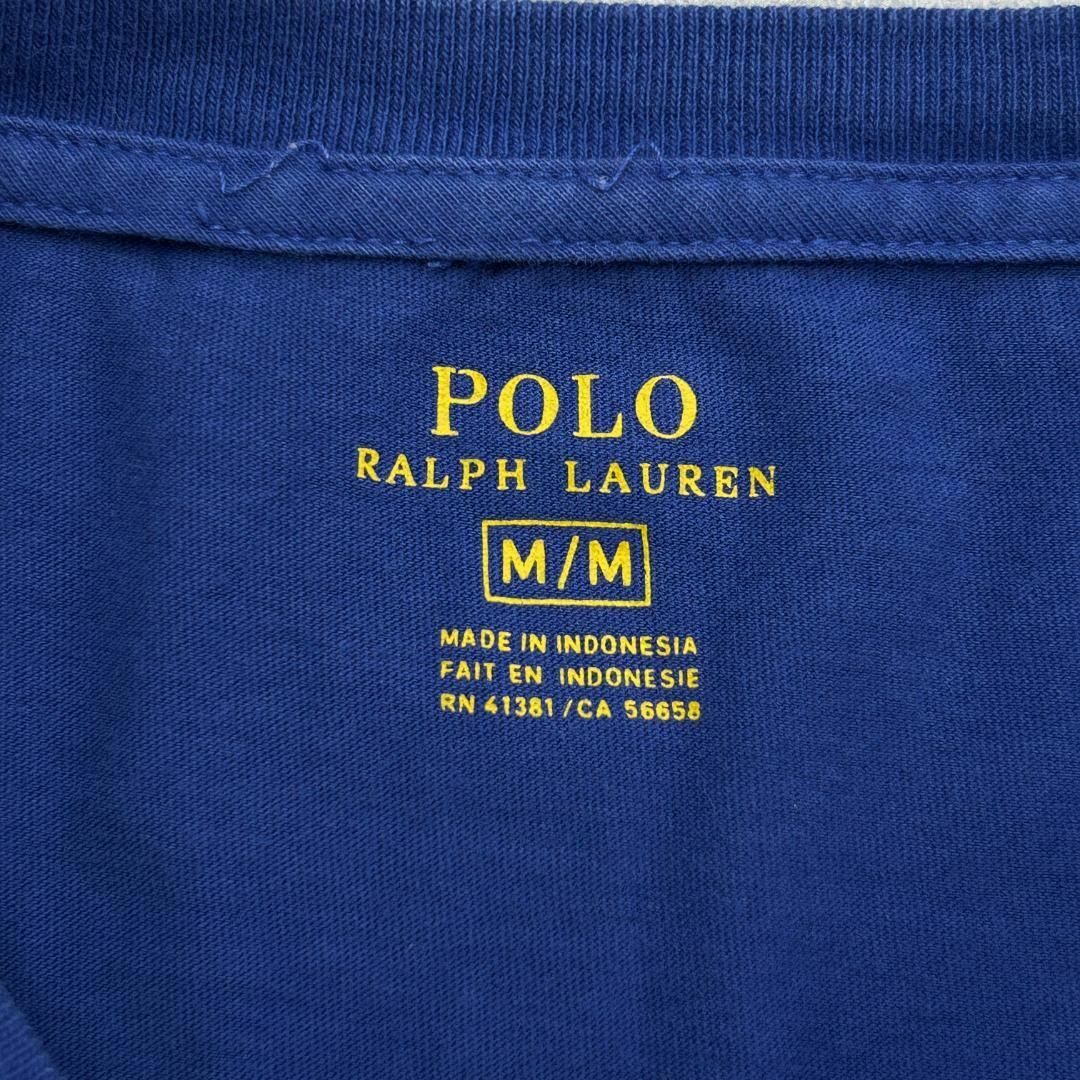 POLO
RALPH LAUREN
M/M
MADE IN INDONESIA
FAIT EN INDONESIE
RN 41381/CA 56658